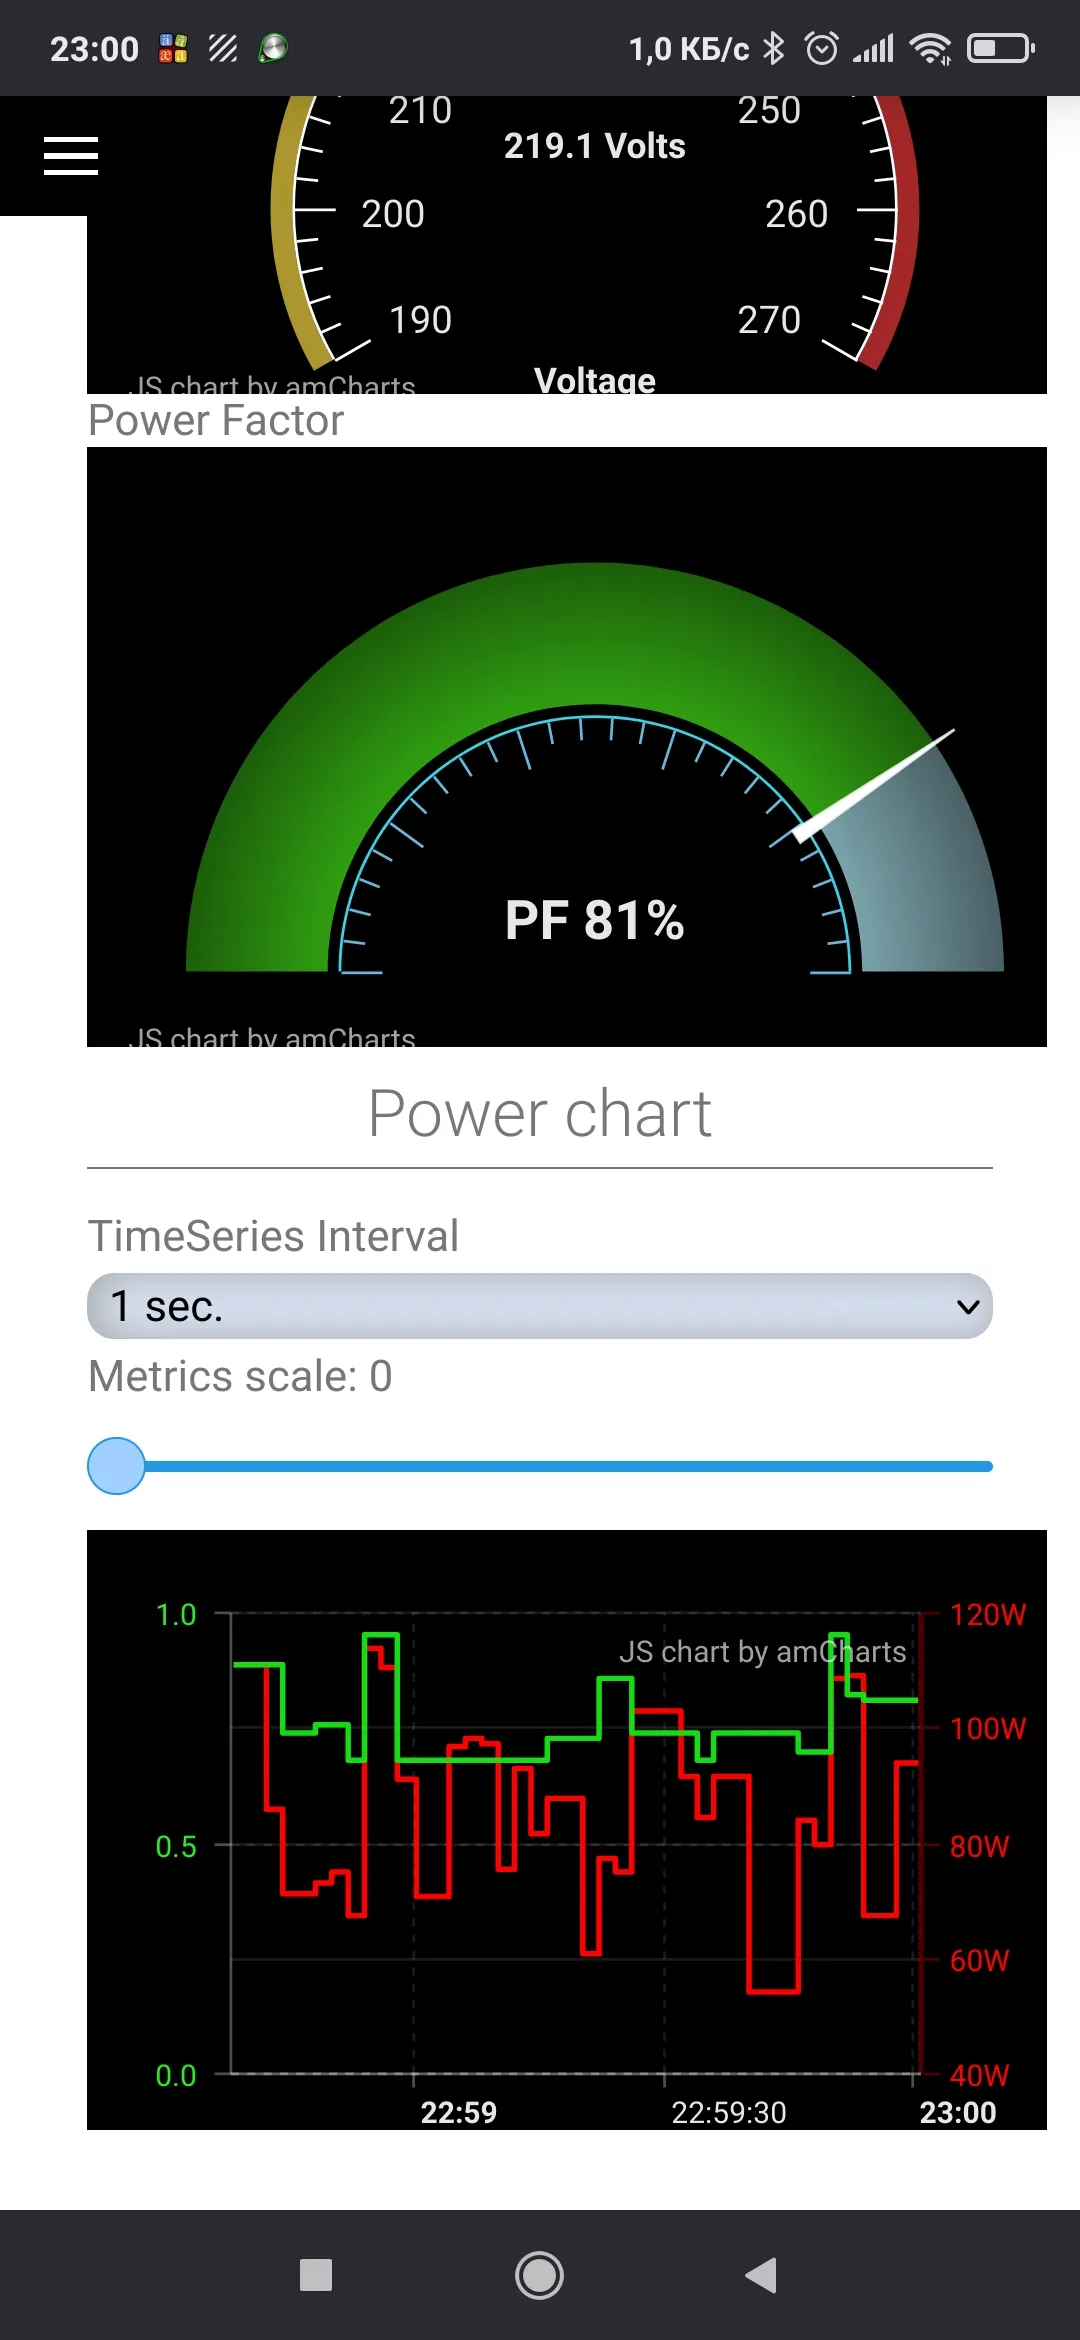 23:00 1,0 КБ/с
210 250
219.1 Volts
200 260
190 270
JS chart by amCharts Voltage
Power Factor
PF 81%
JS chart by amCharts
Power chart
TimeSeries Interval
1 sec.
Metrics scale: 0
1.0 120W
JS chart by amCharts
100W
0.5 80W
60W
0.0 40W
22:59 22:59:30 23:00